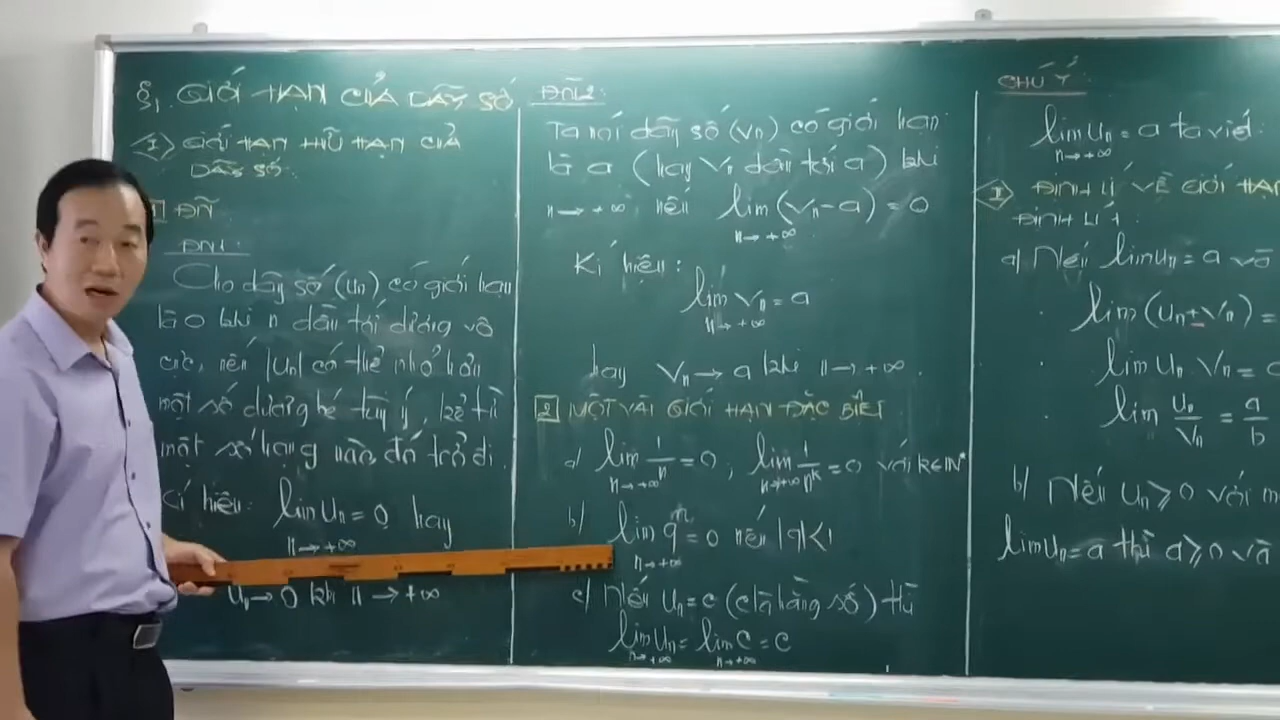 §1. GIỚI HẠN CỦA DÃY SỐ
I GIỚI HẠN HỮU HẠN CỦA
DÃY SỐ
1 ĐN
ĐN1:
Cho dãy số (un) có giới hạn
là 0 khi n dần tới dương vô
cực, nếu |un| có thể nhỏ hơn
một số dương bé tùy ý, kể từ
một số hạng nào đó trở đi.
Kí hiệu: lim un = 0 hay
n→+∞
un → 0 khi n → +∞
ĐN2:
Ta nói dãy số (vn) có giới hạn
là a (hay vn dần tới a) khi
n → +∞ nếu lim (vn - a) = 0
n→+∞
Kí hiệu:
lim vn = a
n→+∞
hay vn → a khi n → +∞.
2 MỘT VÀI GIỚI HẠN ĐẶC BIỆT
a) lim 1/n = 0, lim 1/n^k = 0 với k∈N*
n→+∞ n→+∞
b) lim q^n = 0 nếu |q|<1
n→+∞
c) Nếu un = c (c là hằng số) thì
lim un = lim c = c
n→+∞ n→+∞
CHÚ Ý:
lim un = a ta viết:
n→+∞
II ĐỊNH LÍ VỀ GIỚI HẠN
ĐỊNH LÍ 1:
a) Nếu lim un = a và
lim (un + vn) =
lim un vn =
lim un/vn = a/b
b) Nếu un ≥ 0 với m
lim un = a thì a ≥ 0 và